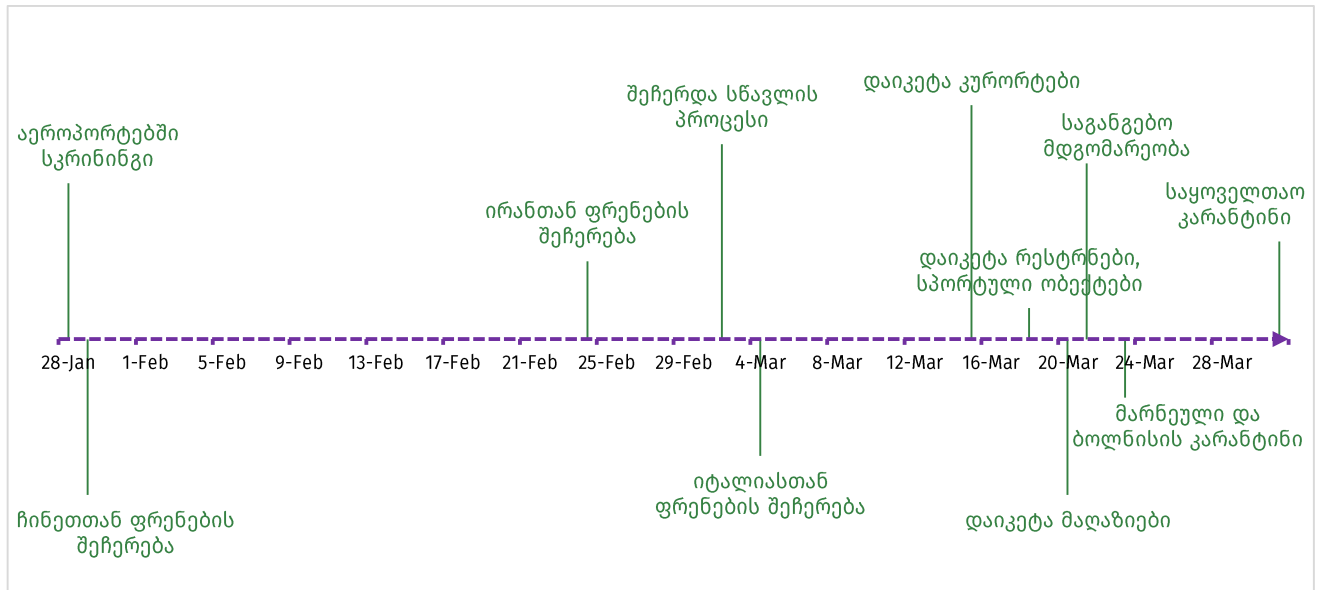 დაიკეტა კურორტები
შეჩერდა სწავლის
პროცესი
საგანგებო
მდგომარეობა
აეროპორტებში
სკრინინგი
საყოველთაო
კარანტინი
ირანთან ფრენების
შეჩერება
დაიკეტა რესტრნები,
სპორტული ობექტები
28-Jan 1-Feb 5-Feb 9-Feb 13-Feb 17-Feb 21-Feb 25-Feb 29-Feb 4-Mar 8-Mar 12-Mar 16-Mar 20-Mar 24-Mar 28-Mar
მარნეული და
ბოლნისის კარანტინი
იტალიასთან
ფრენების შეჩერება
ჩინეთთან ფრენების
შეჩერება
დაიკეტა მაღაზიები